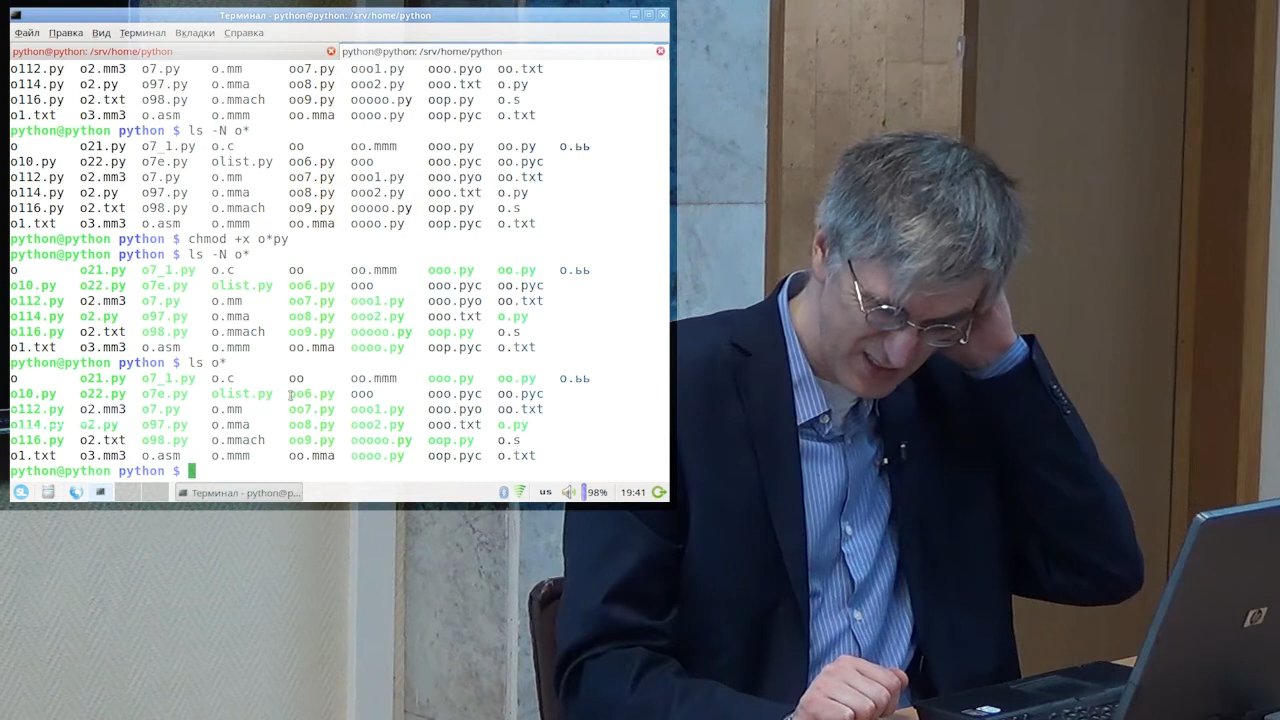 Терминал - python@python: /srv/home/python
Файл Правка Вид Терминал Вкладки Справка
python@python: /srv/home/python python@python: /srv/home/python
o112.py o2.mm3 o7.py o.mm oo7.py ooo1.py ooo.pyo oo.txt
o114.py o2.py o97.py o.mma oo8.py ooo2.py ooo.txt o.py
o116.py o2.txt o98.py o.mmach oo9.py ooooo.py oop.py o.s
o1.txt o3.mm3 o.asm o.mmm oo.mma oooo.py oop.pyc o.txt
python@python python $ ls -N o*
o o21.py o7_1.py o.c oo oo.mmm ooo.py oo.py o.ьь
o10.py o22.py o7e.py olist.py oo6.py ooo ooo.pyc oo.pyc
o112.py o2.mm3 o7.py o.mm oo7.py ooo1.py ooo.pyo oo.txt
o114.py o2.py o97.py o.mma oo8.py ooo2.py ooo.txt o.py
o116.py o2.txt o98.py o.mmach oo9.py ooooo.py oop.py o.s
o1.txt o3.mm3 o.asm o.mmm oo.mma oooo.py oop.pyc o.txt
python@python python $ chmod +x o*py
python@python python $ ls -N o*
o o21.py o7_1.py o.c oo oo.mmm ooo.py oo.py o.ьь
o10.py o22.py o7e.py olist.py oo6.py ooo ooo.pyc oo.pyc
o112.py o2.mm3 o7.py o.mm oo7.py ooo1.py ooo.pyo oo.txt
o114.py o2.py o97.py o.mma oo8.py ooo2.py ooo.txt o.py
o116.py o2.txt o98.py o.mmach oo9.py ooooo.py oop.py o.s
o1.txt o3.mm3 o.asm o.mmm oo.mma oooo.py oop.pyc o.txt
python@python python $ ls o*
o o21.py o7_1.py o.c oo oo.mmm ooo.py oo.py o.ьь
o10.py o22.py o7e.py olist.py oo6.py ooo ooo.pyc oo.pyc
o112.py o2.mm3 o7.py o.mm oo7.py ooo1.py ooo.pyo oo.txt
o114.py o2.py o97.py o.mma oo8.py ooo2.py ooo.txt o.py
o116.py o2.txt o98.py o.mmach oo9.py ooooo.py oop.py o.s
o1.txt o3.mm3 o.asm o.mmm oo.mma oooo.py oop.pyc o.txt
python@python python $
Терминал - python@p... us 98% 19:41
hp